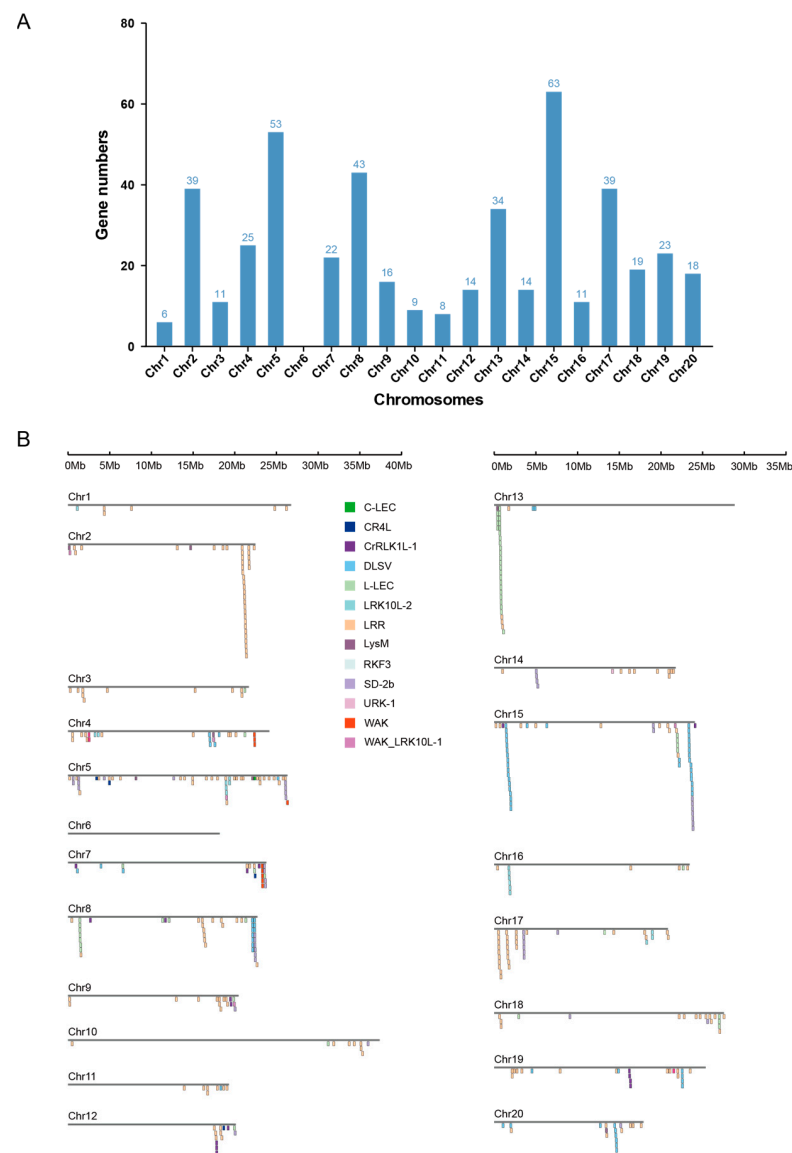 A
80
60
40
20
0
Gene numbers
6
39
11
25
53
22
43
16
9
8
14
34
14
63
11
39
19
23
18
Chr1
Chr2
Chr3
Chr4
Chr5
Chr6
Chr7
Chr8
Chr9
Chr10
Chr11
Chr12
Chr13
Chr14
Chr15
Chr16
Chr17
Chr18
Chr19
Chr20
Chromosomes
B
0Mb 5Mb 10Mb 15Mb 20Mb 25Mb 30Mb 35Mb 40Mb
Chr1
Chr2
Chr3
Chr4
Chr5
Chr6
Chr7
Chr8
Chr9
Chr10
Chr11
Chr12
C-LEC
CR4L
CrRLK1L-1
DLSV
L-LEC
LRK10L-2
LRR
LysM
RKF3
SD-2b
URK-1
WAK
WAK_LRK10L-1
0Mb 5Mb 10Mb 15Mb 20Mb 25Mb 30Mb 35Mb
Chr13
Chr14
Chr15
Chr16
Chr17
Chr18
Chr19
Chr20